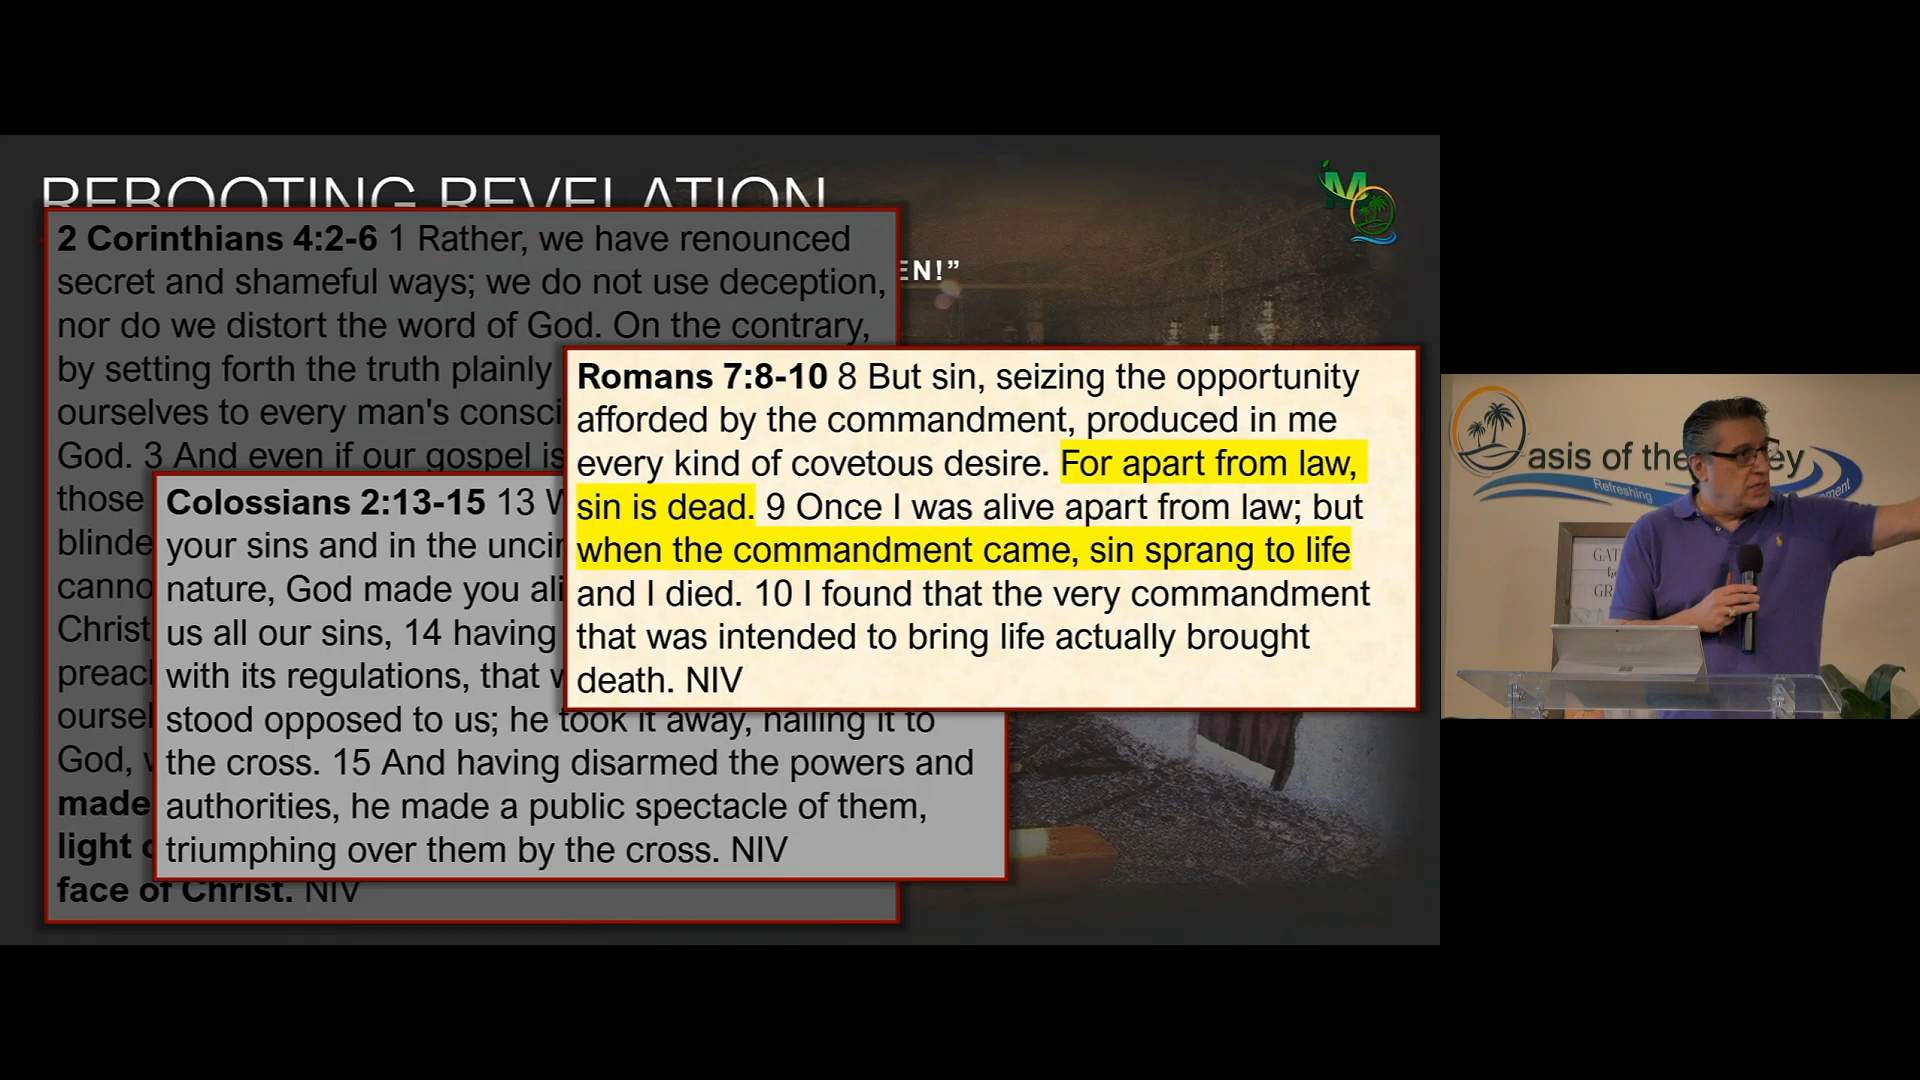 REBOOTING REVELATION
EN!”
2 Corinthians 4:2-6 1 Rather, we have renounced
secret and shameful ways; we do not use deception,
nor do we distort the word of God. On the contrary,
by setting forth the truth plainly
ourselves to every man's consci
God. 3 And even if our gospel is
those
blinde
canno
Christ
preac
oursel
God,
made
light
face of Christ. NIV
Colossians 2:13-15 13 W
your sins and in the uncir
nature, God made you ali
us all our sins, 14 having
with its regulations, that w
stood opposed to us; he took it away, nailing it to
the cross. 15 And having disarmed the powers and
authorities, he made a public spectacle of them,
triumphing over them by the cross. NIV
Romans 7:8-10 8 But sin, seizing the opportunity
afforded by the commandment, produced in me
every kind of covetous desire. For apart from law,
sin is dead. 9 Once I was alive apart from law; but
when the commandment came, sin sprang to life
and I died. 10 I found that the very commandment
that was intended to bring life actually brought
death. NIV
M
asis of the ey
Refreshing ment
GAT
GR